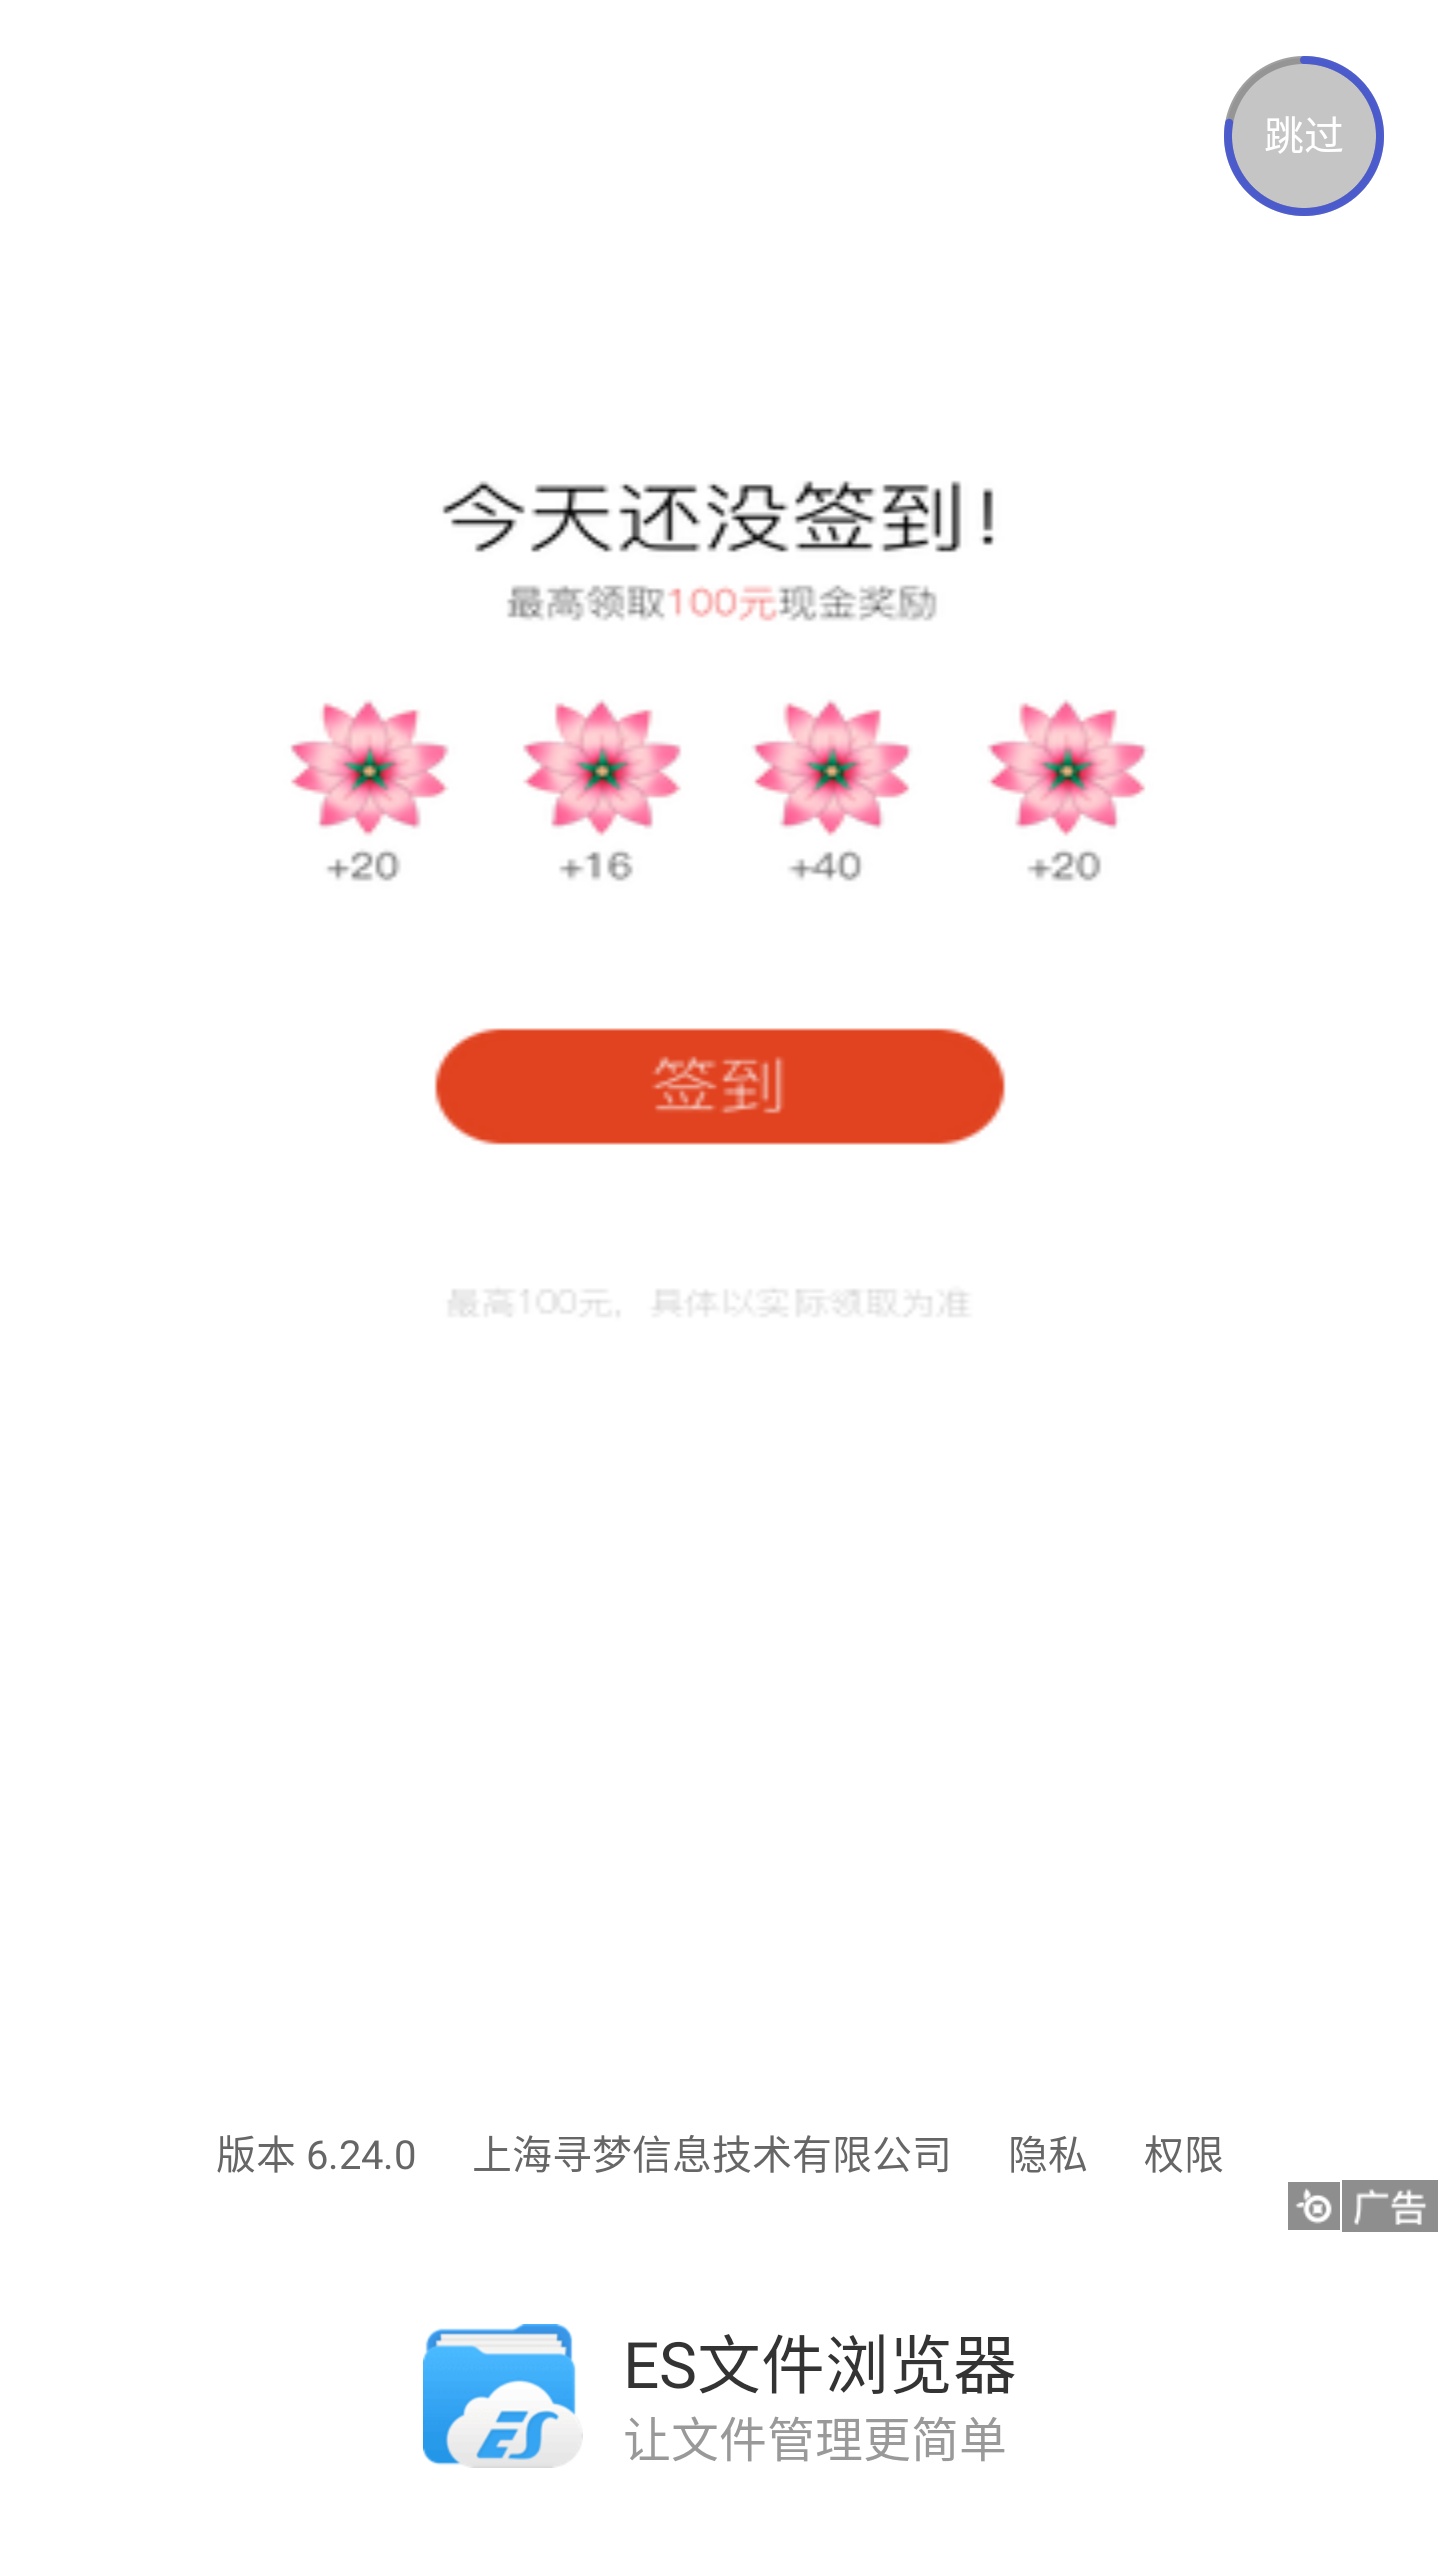 跳过
今天还没签到!
最高领取100元现金奖励
+20 +16 +40 +20
签到
最高100元，具体以实际领取为准
版本 6.24.0 上海寻梦信息技术有限公司 隐私 权限
广告
ES文件浏览器
ES
让文件管理更简单